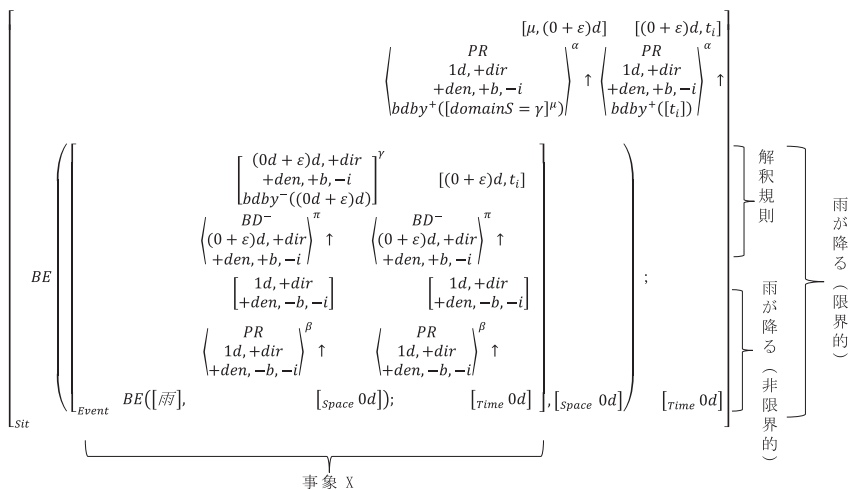 [μ, (0 + ε)d] [(0 + ε)d, t_i]
⟨PR ⟩^α ↑ ⟨PR ⟩^α ↑
1d, +dir 1d, +dir
+den, +b, −i +den, +b, −i
bdby⁺([domainS = γ]^μ) bdby⁺([t_i])
[(0d + ε)d, +dir
+den, +b, −i ]^γ [(0 + ε)d, t_i]
bdby⁻((0d + ε)d)
BD⁻ π BD⁻ π
⟨(0 + ε)d, +dir⟩ ↑ ⟨(0 + ε)d, +dir⟩ ↑
+den, +b, −i +den, +b, −i
BE ;
[1d, +dir [1d, +dir
+den, −b, −i] +den, −b, −i]
PR β PR β
⟨1d, +dir⟩ ↑ ⟨1d, +dir⟩ ↑
+den, −b, −i +den, −b, −i
[Sit [Event BE([雨], [Space 0d]); [Time 0d] ], [Space 0d] ) [Time 0d] ]
解釈規則
雨が降る（非限界的）
雨が降る（限界的）
事象 X